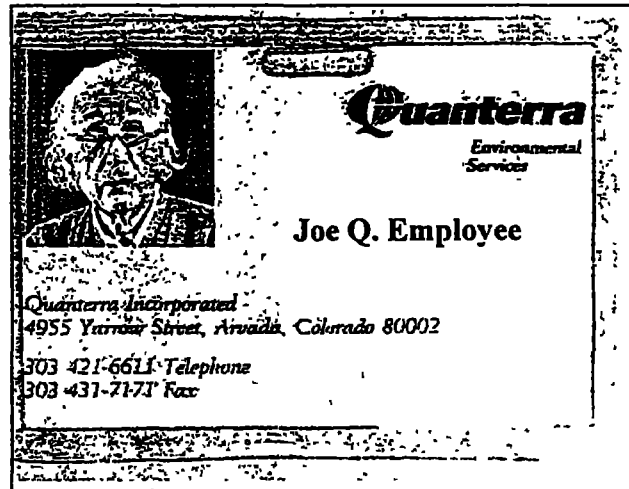 Quanterra
Environmental
Services
Joe Q. Employee
Quanterra Incorporated
4955 Yarrow Street, Arvada, Colorado 80002
303 421-6611 Telephone
303 431-7171 Fax